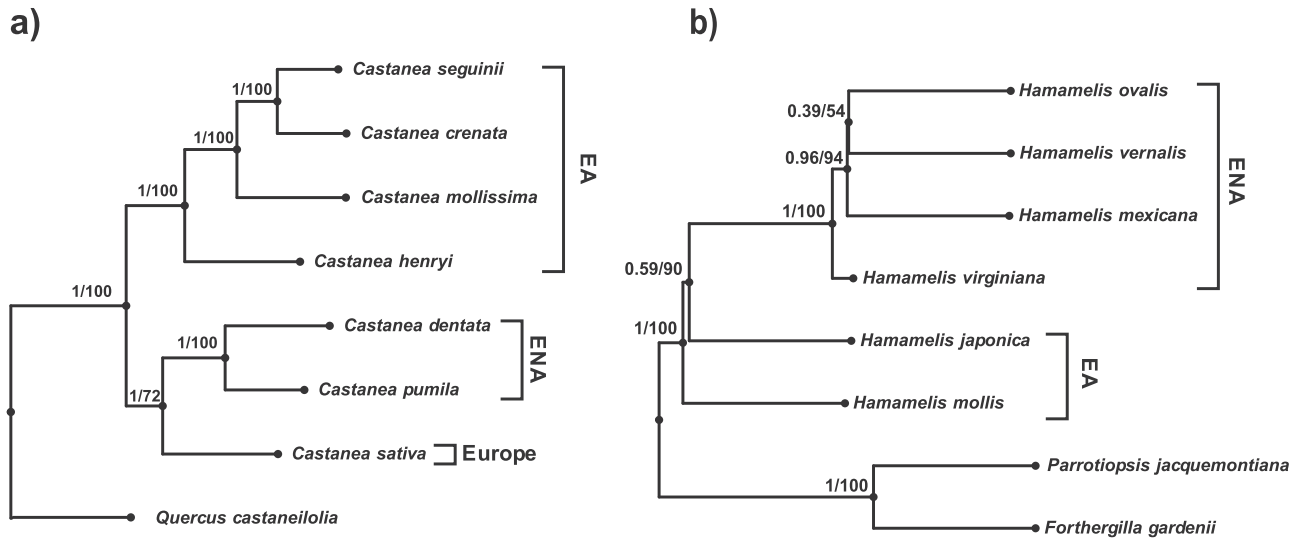 a)
1/100
Castanea seguinii
1/100
Castanea crenata
1/100
Castanea mollissima
Castanea henryi
EA
1/100
1/100
Castanea dentata
Castanea pumila
ENA
1/72
Castanea sativa
Europe
Quercus castaneilolia
b)
Hamamelis ovalis
0.39/54
Hamamelis vernalis
0.96/94
Hamamelis mexicana
1/100
Hamamelis virginiana
ENA
0.59/90
1/100
Hamamelis japonica
Hamamelis mollis
EA
1/100
Parrotiopsis jacquemontiana
Forthergilla gardenii